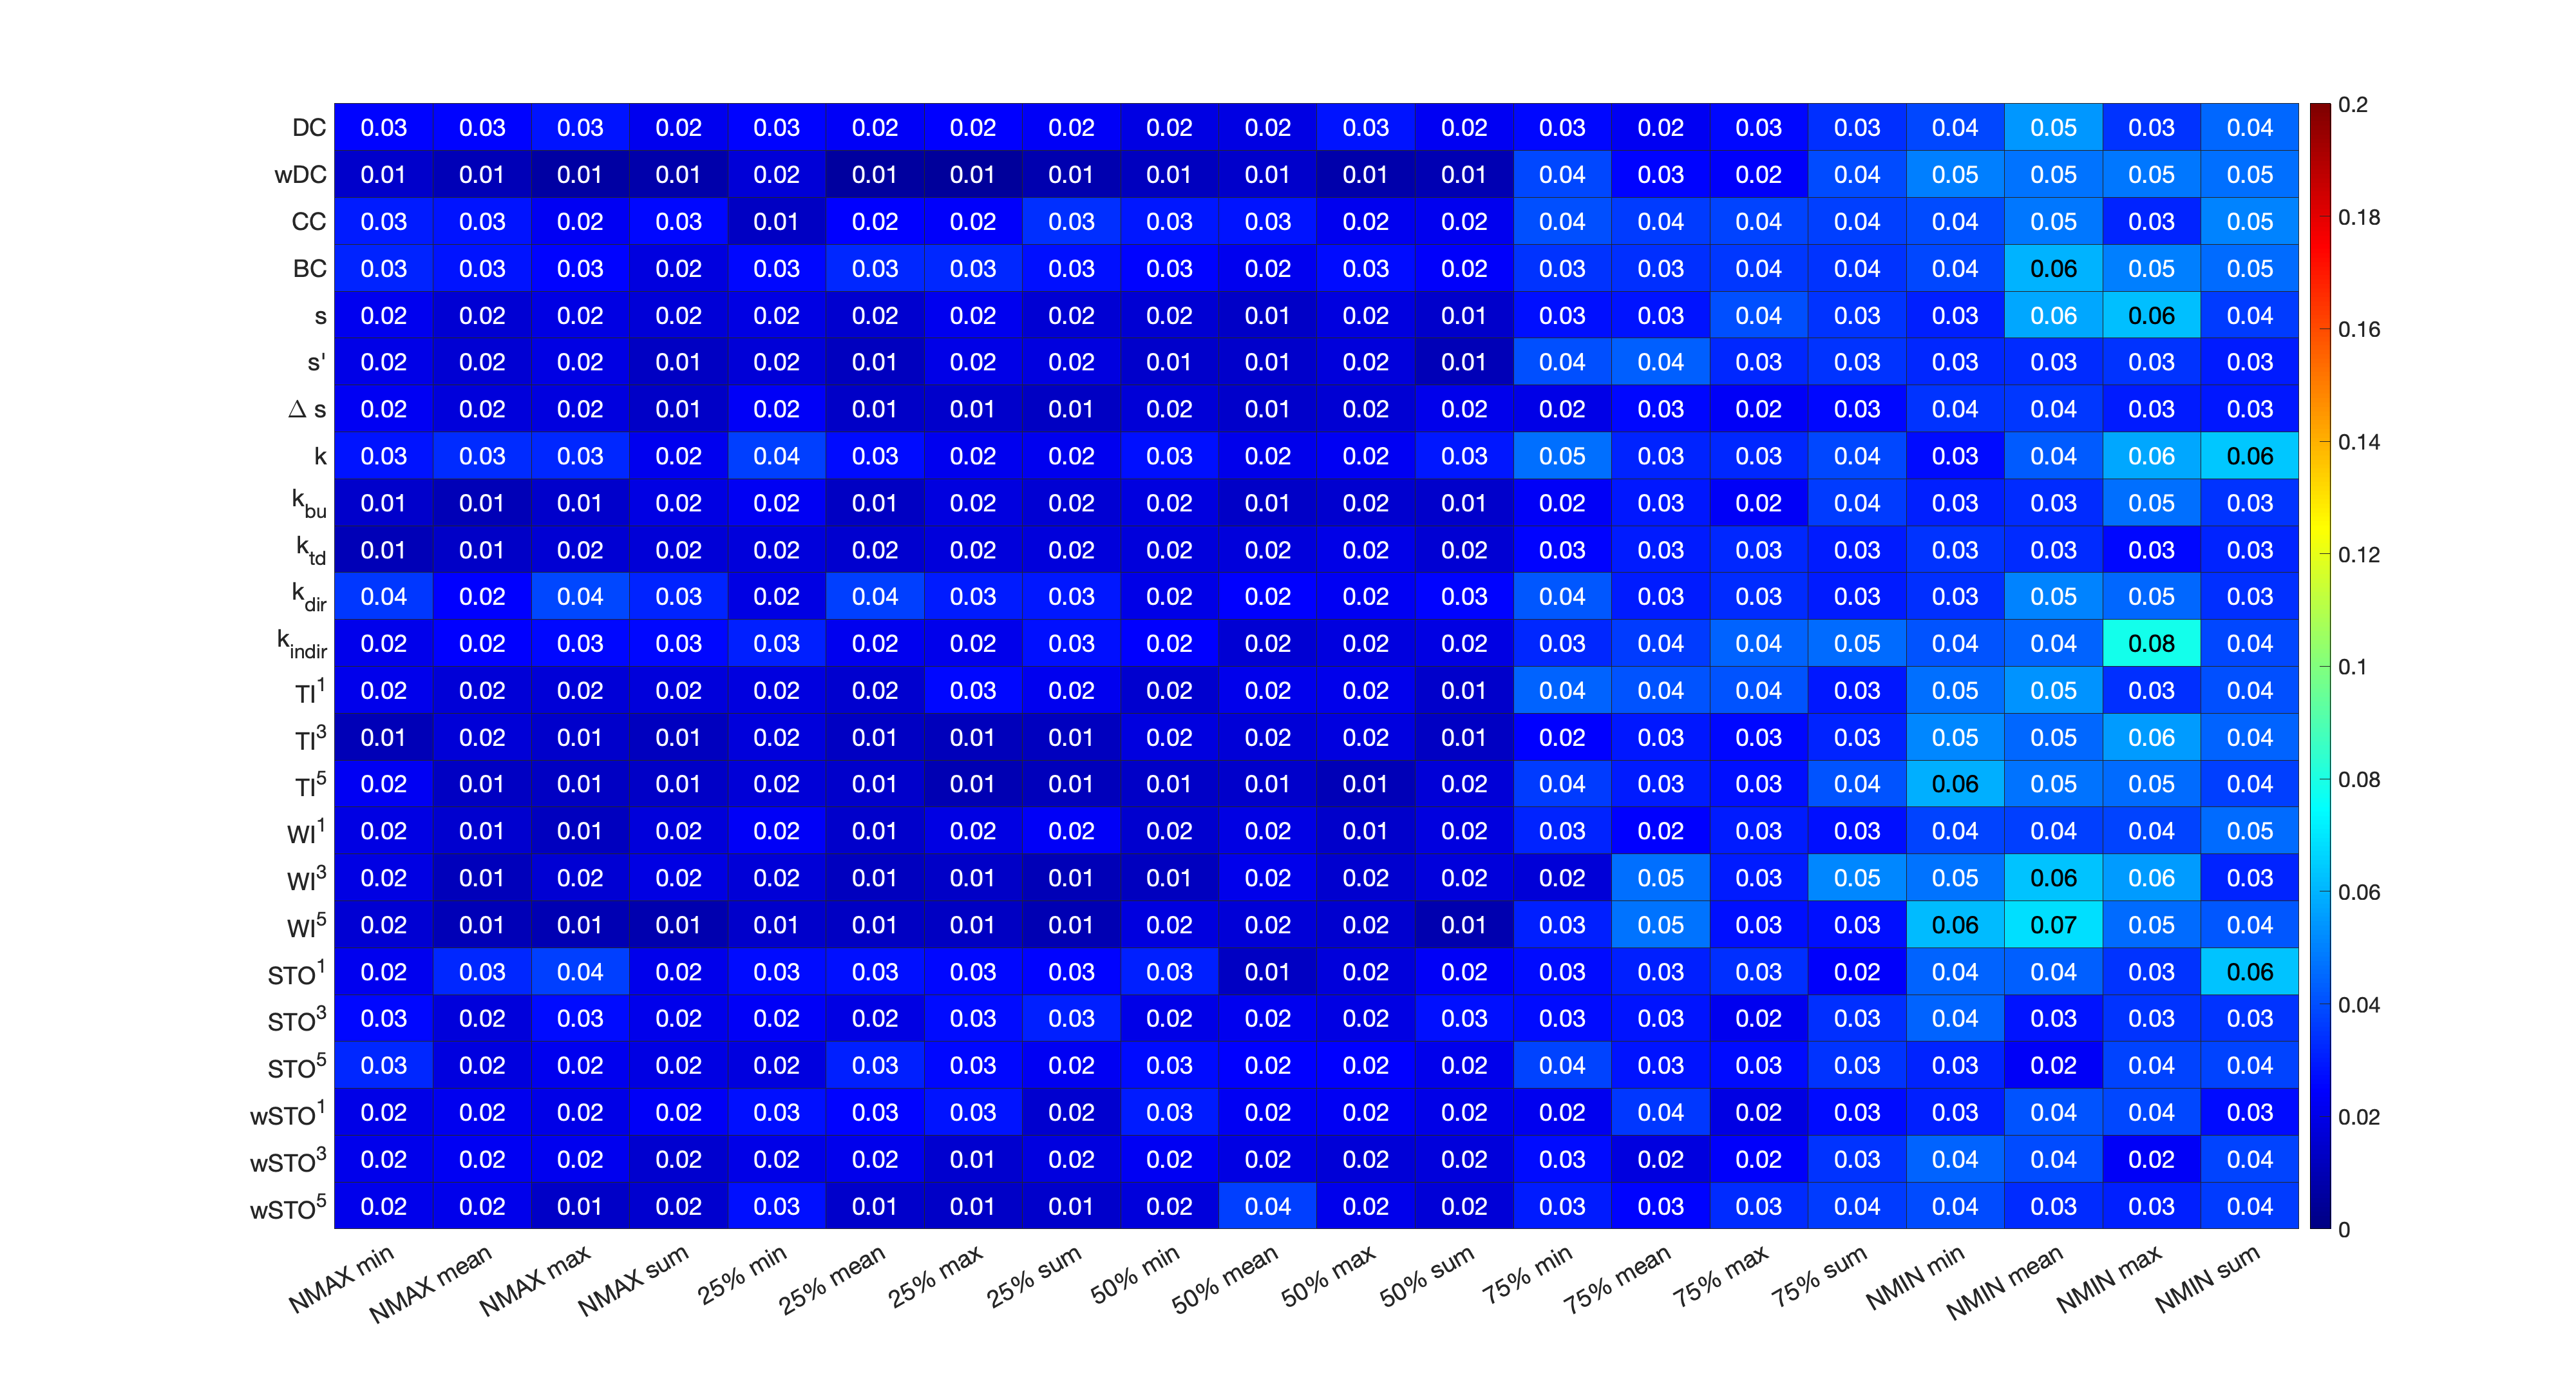 DC 0.03 0.03 0.03 0.02 0.03 0.02 0.02 0.02 0.02 0.02 0.03 0.02 0.03 0.02 0.03 0.03 0.04 0.05 0.03 0.04
wDC 0.01 0.01 0.01 0.01 0.02 0.01 0.01 0.01 0.01 0.01 0.01 0.01 0.04 0.03 0.02 0.04 0.05 0.05 0.05 0.05
CC 0.03 0.03 0.02 0.03 0.01 0.02 0.02 0.03 0.03 0.03 0.02 0.02 0.04 0.04 0.04 0.04 0.04 0.05 0.03 0.05
BC 0.03 0.03 0.03 0.02 0.03 0.03 0.03 0.03 0.03 0.02 0.03 0.02 0.03 0.03 0.04 0.04 0.04 0.06 0.05 0.05
s 0.02 0.02 0.02 0.02 0.02 0.02 0.02 0.02 0.02 0.01 0.02 0.01 0.03 0.03 0.04 0.03 0.03 0.06 0.06 0.04
s' 0.02 0.02 0.02 0.01 0.02 0.01 0.02 0.02 0.01 0.01 0.02 0.01 0.04 0.04 0.03 0.03 0.03 0.03 0.03 0.03
Δ s 0.02 0.02 0.02 0.01 0.02 0.01 0.01 0.01 0.02 0.01 0.02 0.02 0.02 0.03 0.02 0.03 0.04 0.04 0.03 0.03
k 0.03 0.03 0.03 0.02 0.04 0.03 0.02 0.02 0.03 0.02 0.02 0.03 0.05 0.03 0.03 0.04 0.03 0.04 0.06 0.06
k_bu 0.01 0.01 0.01 0.02 0.02 0.01 0.02 0.02 0.02 0.01 0.02 0.01 0.02 0.03 0.02 0.04 0.03 0.03 0.05 0.03
k_td 0.01 0.01 0.02 0.02 0.02 0.02 0.02 0.02 0.02 0.02 0.02 0.02 0.03 0.03 0.03 0.03 0.03 0.03 0.03 0.03
k_dir 0.04 0.02 0.04 0.03 0.02 0.04 0.03 0.03 0.02 0.02 0.02 0.03 0.04 0.03 0.03 0.03 0.03 0.05 0.05 0.03
k_indir 0.02 0.02 0.03 0.03 0.03 0.02 0.02 0.03 0.02 0.02 0.02 0.02 0.03 0.04 0.04 0.05 0.04 0.04 0.08 0.04
TI^1 0.02 0.02 0.02 0.02 0.02 0.02 0.03 0.02 0.02 0.02 0.02 0.01 0.04 0.04 0.04 0.03 0.05 0.05 0.03 0.04
TI^3 0.01 0.02 0.01 0.01 0.02 0.01 0.01 0.01 0.02 0.02 0.02 0.01 0.02 0.03 0.03 0.03 0.05 0.05 0.06 0.04
TI^5 0.02 0.01 0.01 0.01 0.02 0.01 0.01 0.01 0.01 0.01 0.01 0.02 0.04 0.03 0.03 0.04 0.06 0.05 0.05 0.04
WI^1 0.02 0.01 0.01 0.02 0.02 0.01 0.02 0.02 0.02 0.02 0.01 0.02 0.03 0.02 0.03 0.03 0.04 0.04 0.04 0.05
WI^3 0.02 0.01 0.02 0.02 0.02 0.01 0.01 0.01 0.01 0.02 0.02 0.02 0.02 0.05 0.03 0.05 0.05 0.06 0.06 0.03
WI^5 0.02 0.01 0.01 0.01 0.01 0.01 0.01 0.01 0.02 0.02 0.02 0.01 0.03 0.05 0.03 0.03 0.06 0.07 0.05 0.04
STO^1 0.02 0.03 0.04 0.02 0.03 0.03 0.03 0.03 0.03 0.01 0.02 0.02 0.03 0.03 0.03 0.02 0.04 0.04 0.03 0.06
STO^3 0.03 0.02 0.03 0.02 0.02 0.02 0.03 0.03 0.02 0.02 0.02 0.03 0.03 0.03 0.02 0.03 0.04 0.03 0.03 0.03
STO^5 0.03 0.02 0.02 0.02 0.02 0.03 0.03 0.02 0.03 0.02 0.02 0.02 0.04 0.03 0.03 0.03 0.03 0.02 0.04 0.04
wSTO^1 0.02 0.02 0.02 0.02 0.03 0.03 0.03 0.02 0.03 0.02 0.02 0.02 0.02 0.04 0.02 0.03 0.03 0.04 0.04 0.03
wSTO^3 0.02 0.02 0.02 0.02 0.02 0.02 0.01 0.02 0.02 0.02 0.02 0.02 0.03 0.02 0.02 0.03 0.04 0.04 0.02 0.04
wSTO^5 0.02 0.02 0.01 0.02 0.03 0.01 0.01 0.01 0.02 0.04 0.02 0.02 0.03 0.03 0.03 0.04 0.04 0.03 0.03 0.04
NMAX min NMAX mean NMAX max NMAX sum 25% min 25% mean 25% max 25% sum 50% min 50% mean 50% max 50% sum 75% min 75% mean 75% max 75% sum NMIN min NMIN mean NMIN max NMIN sum
0.2
0.18
0.16
0.14
0.12
0.1
0.08
0.06
0.04
0.02
0